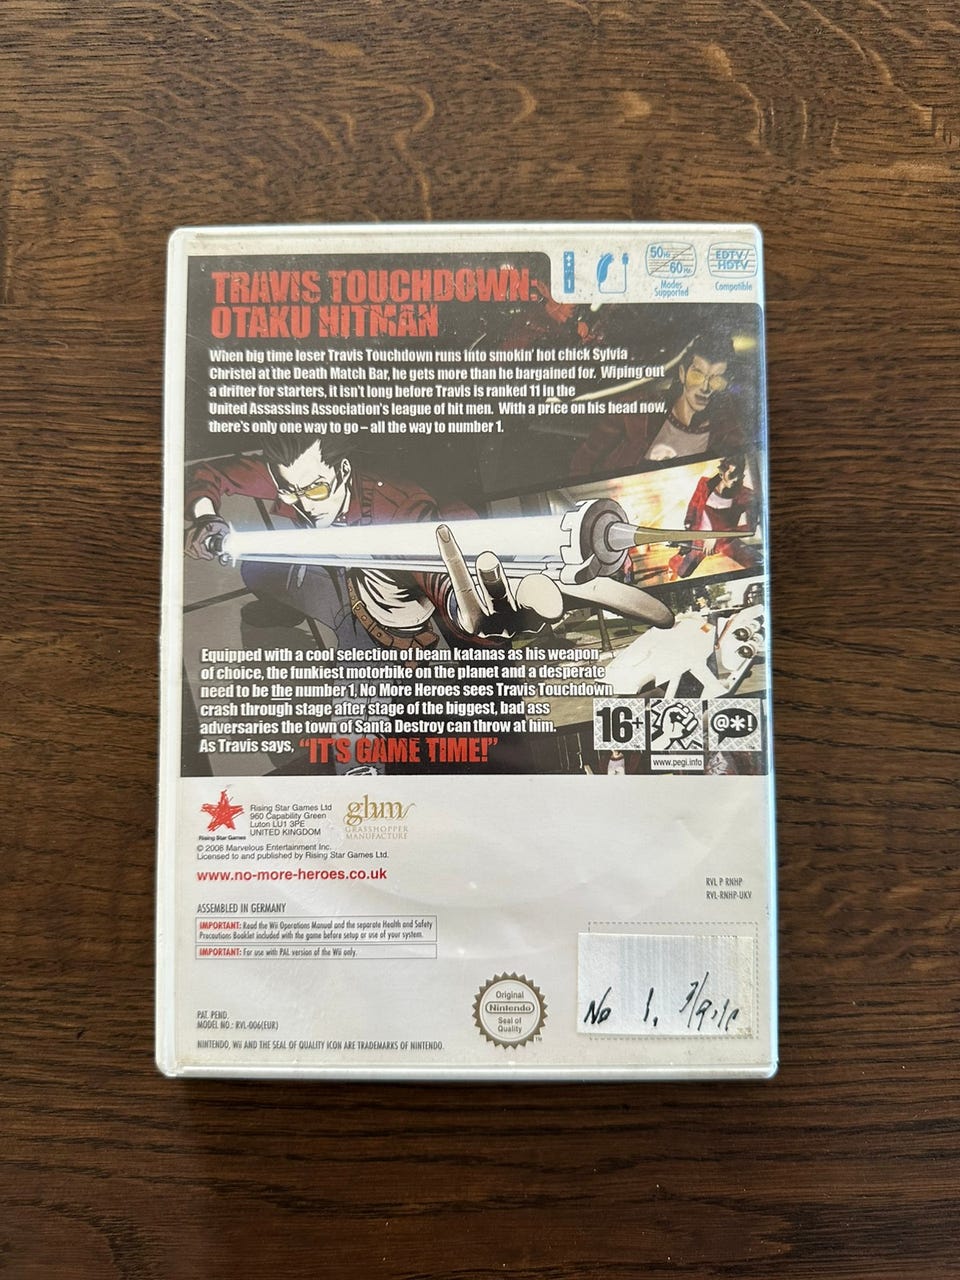 TRAVIS TOUCHDOWN:
OTAKU HITMAN
50Hz
60Hz
Modes
Supported
EDTV/
HDTV
Compatible
When big time loser Travis Touchdown runs into smokin' hot chick Sylvia
Christel at the Death Match Bar, he gets more than he bargained for. Wiping out
a drifter for starters, it isn't long before Travis is ranked 11 in the
United Assassins Association's league of hit men. With a price on his head now,
there's only one way to go – all the way to number 1.
Equipped with a cool selection of beam katanas as his weapon
of choice, the funkiest motorbike on the planet and a desperate
need to be the number 1, No More Heroes sees Travis Touchdown
crash through stage after stage of the biggest, bad ass
adversaries the town of Santa Destroy can throw at him.
As Travis says, "IT'S GAME TIME!"
16+
@*!
www.pegi.info
Rising Star Games
Rising Star Games Ltd
960 Capability Green
Luton LU1 3PE
UNITED KINGDOM
ghm
GRASSHOPPER
MANUFACTURE
© 2008 Marvelous Entertainment Inc.
Licensed to and published by Rising Star Games Ltd.
www.no-more-heroes.co.uk
RVL P RNHP
RVL-RNHP-UKV
ASSEMBLED IN GERMANY
IMPORTANT: Read the Wii Operations Manual and the separate Health and Safety
Precautions Booklet included with the game before setup or use of your system.
IMPORTANT: For use with PAL version of the Wii only.
Original
Nintendo
Seal of
Quality
TM
No 1.
PAT. PEND.
MODEL NO.: RVL-006(EUR)
NINTENDO, Wii AND THE SEAL OF QUALITY ICON ARE TRADEMARKS OF NINTENDO.